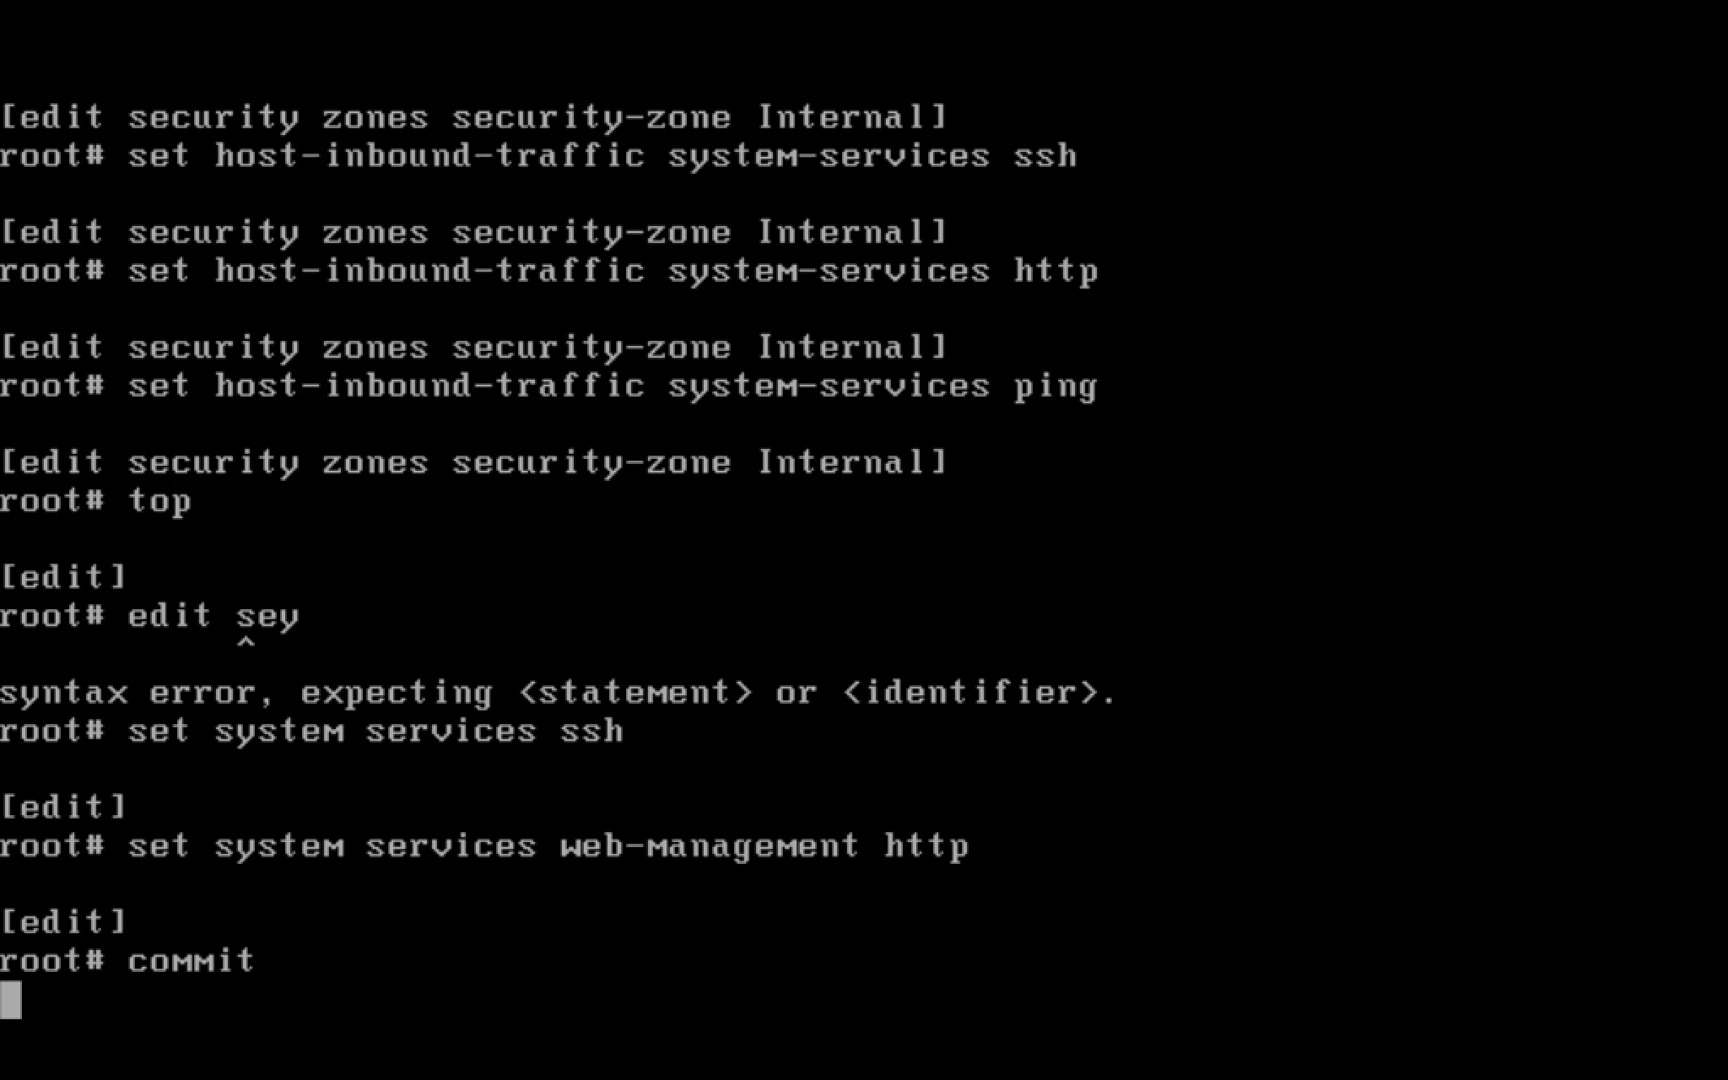 [edit security zones security-zone Internal]
root# set host-inbound-traffic system-services ssh
[edit security zones security-zone Internal]
root# set host-inbound-traffic system-services http
[edit security zones security-zone Internal]
root# set host-inbound-traffic system-services ping
[edit security zones security-zone Internal]
root# top
[edit]
root# edit sey
^
syntax error, expecting <statement> or <identifier>.
root# set system services ssh
[edit]
root# set system services web-management http
[edit]
root# commit